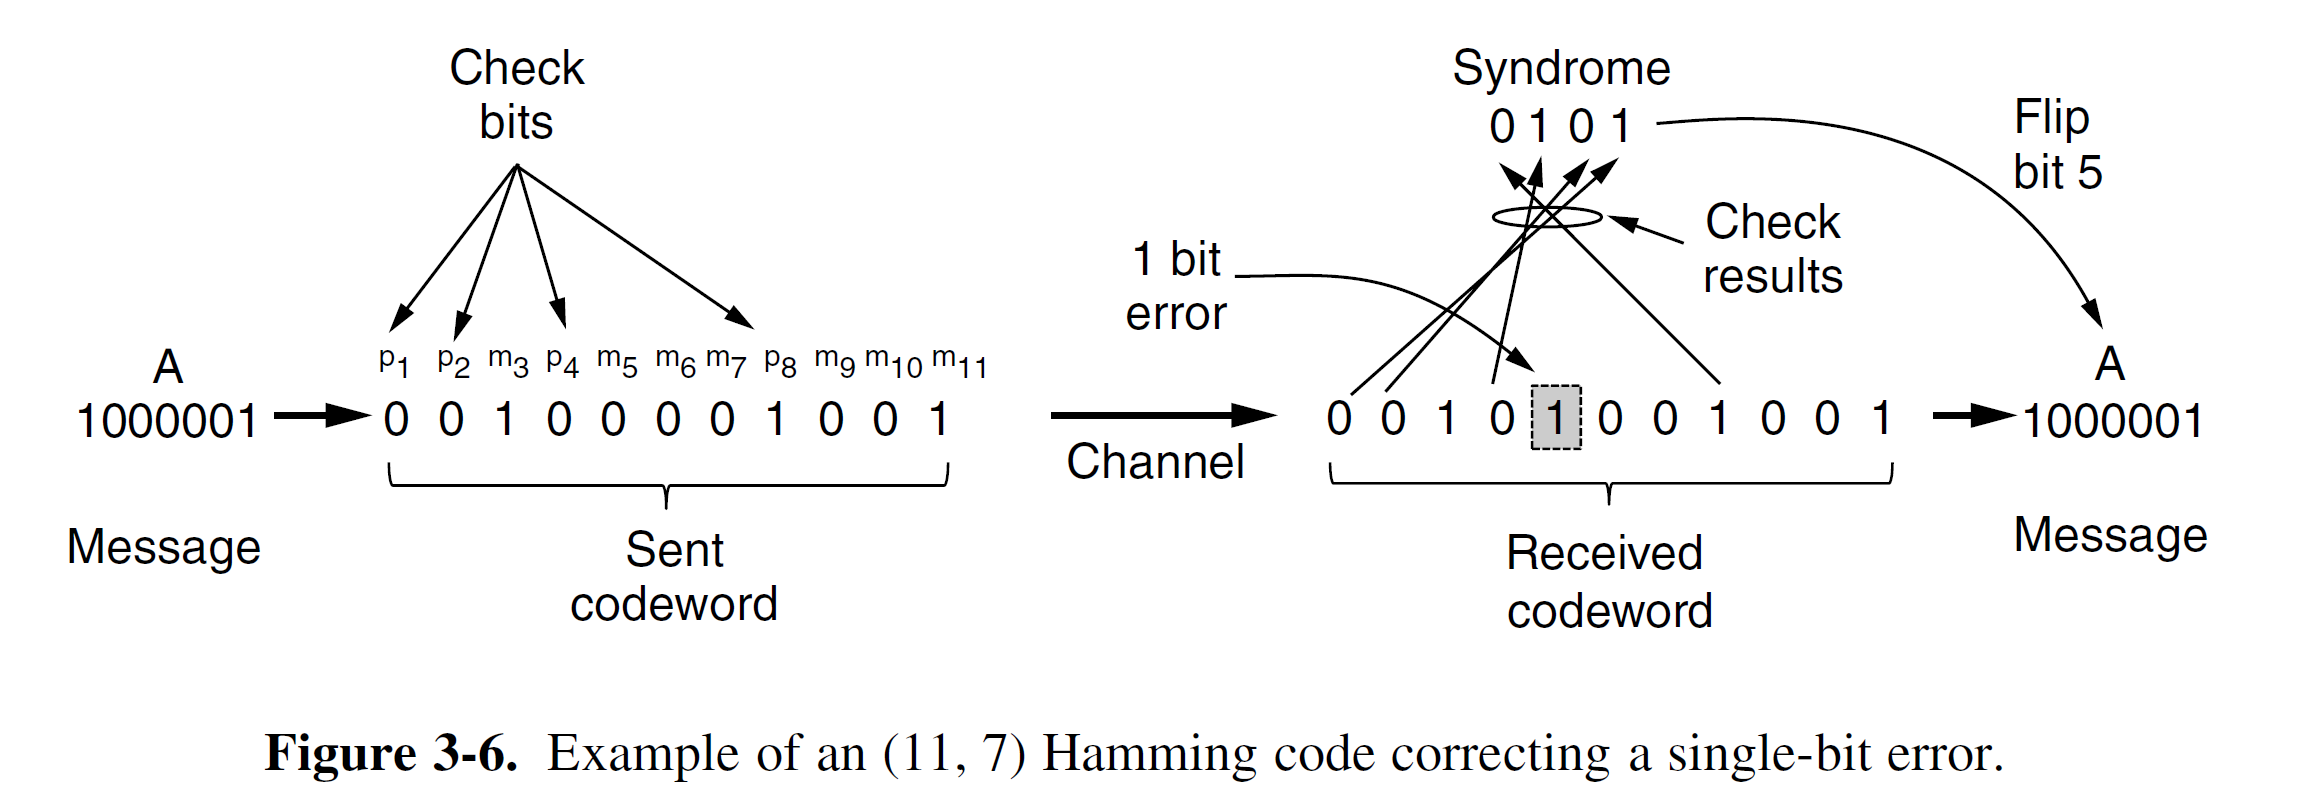 Check
bits
Syndrome
0 1 0 1
Flip
bit 5
Check
results
1 bit
error
A
p1 p2 m3 p4 m5 m6 m7 p8 m9 m10 m11
A
1000001
0 0 1 0 0 0 0 1 0 0 1
Channel
0 0 1 0 1 0 0 1 0 0 1
1000001
Message
Sent
codeword
Received
codeword
Message
Figure 3-6. Example of an (11, 7) Hamming code correcting a single-bit error.